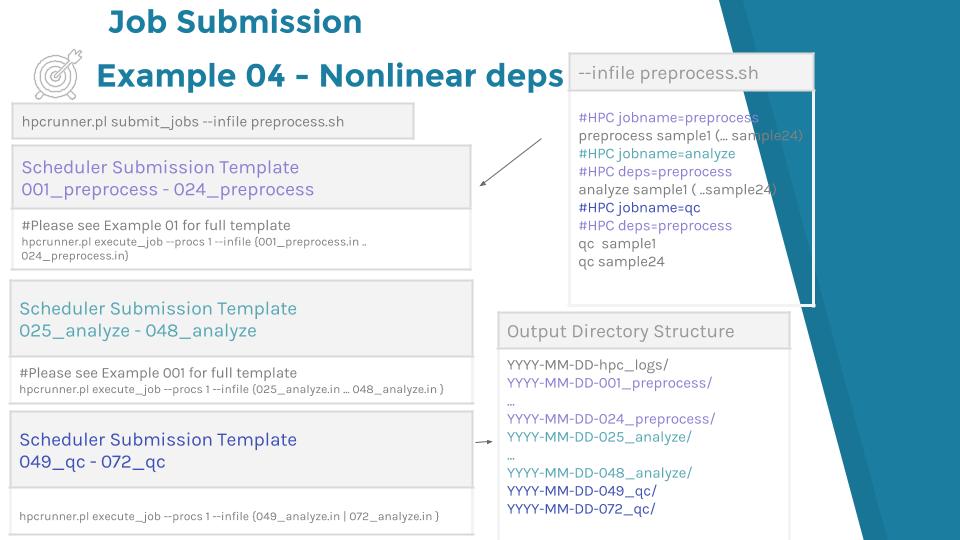 Job Submission
Example 04 - Nonlinear deps
hpcrunner.pl submit_jobs --infile preprocess.sh
Scheduler Submission Template
001_preprocess - 024_preprocess
#Please see Example 01 for full template
hpcrunner.pl execute_job --procs 1 --infile {001_preprocess.in ..
024_preprocess.in}
Scheduler Submission Template
025_analyze - 048_analyze
#Please see Example 001 for full template
hpcrunner.pl execute_job --procs 1 --infile {025_analyze.in ... 048_analyze.in }
Scheduler Submission Template
049_qc - 072_qc
hpcrunner.pl execute_job --procs 1 --infile {049_analyze.in | 072_analyze.in }
--infile preprocess.sh
#HPC jobname=preprocess
preprocess sample1 (... sample24)
#HPC jobname=analyze
#HPC deps=preprocess
analyze sample1 ( ..sample24)
#HPC jobname=qc
#HPC deps=preprocess
qc  sample1
qc sample24
Output Directory Structure
YYYY-MM-DD-hpc_logs/
YYYY-MM-DD-001_preprocess/
...
YYYY-MM-DD-024_preprocess/
YYYY-MM-DD-025_analyze/
...
YYYY-MM-DD-048_analyze/
YYYY-MM-DD-049_qc/
YYYY-MM-DD-072_qc/